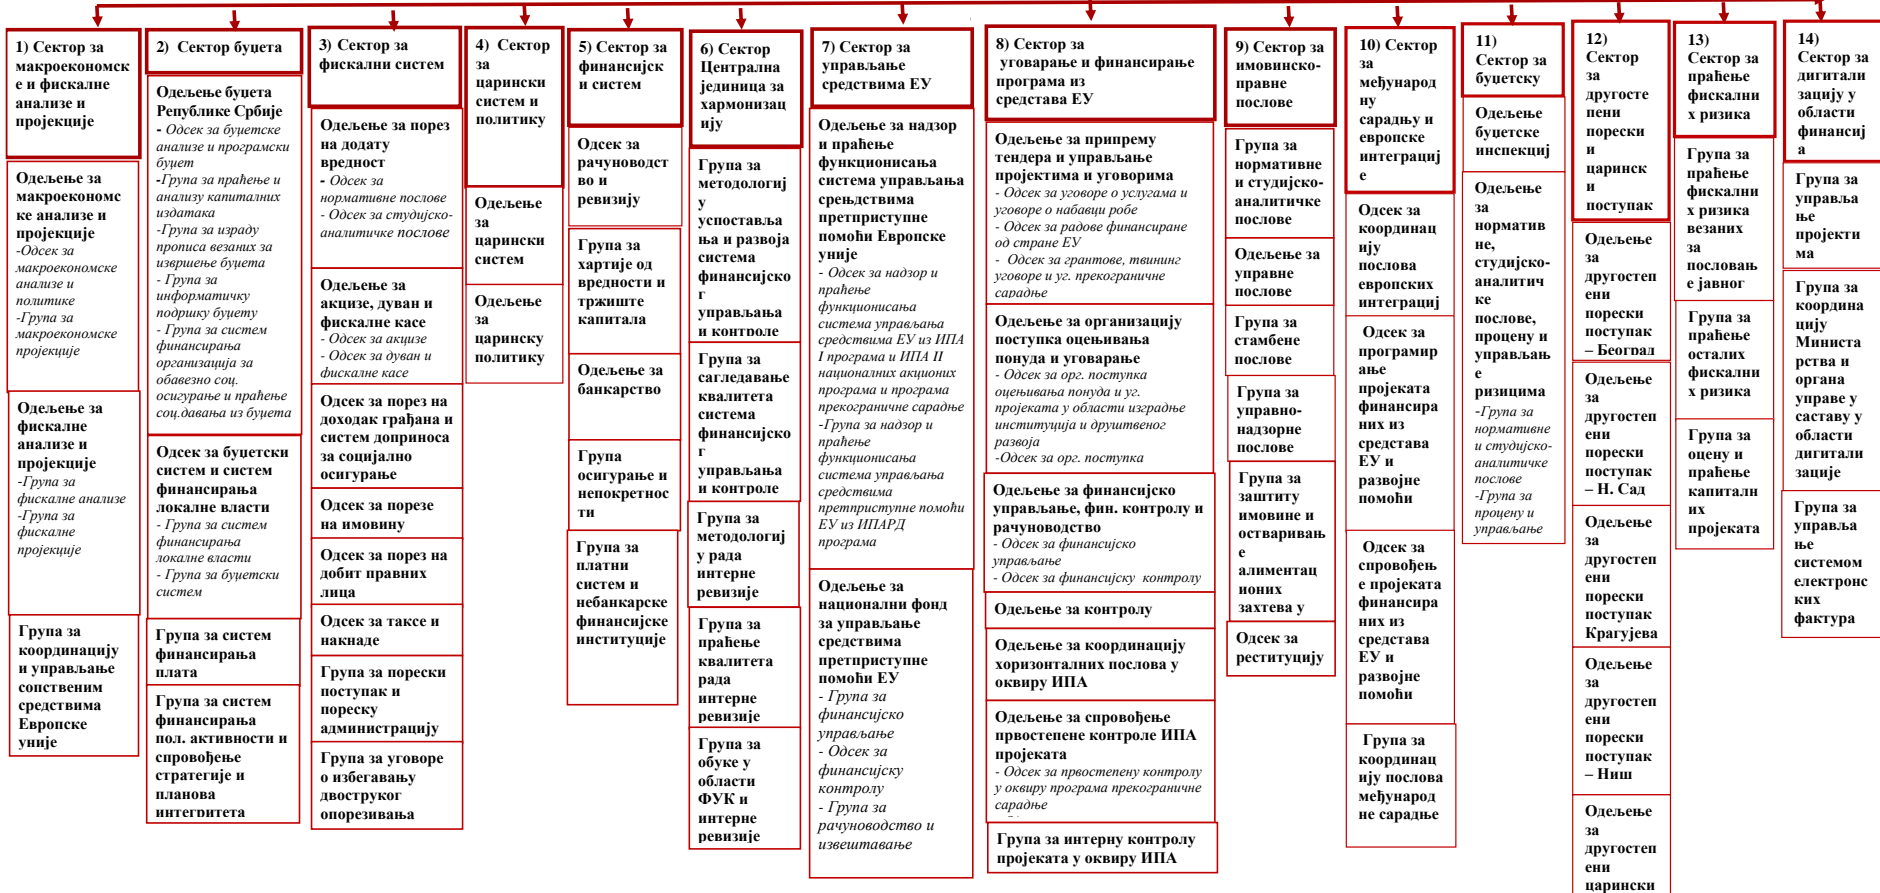 1) Сектор за
макроекономск
е и фискалне
анализе и
пројекције
Одељење за
макроекономс
ке анализе и
пројекције
-Одсек за
макроекономске
анализе и
политике
-Група за
макроекономске
пројекције
Одељење за
фискалне
анализе и
пројекције
-Група за
фискалне анализе
-Група за
фискалне
пројекције
Група за
координацију
и управљање
сопственим
средствима
Европске
уније
2) Сектор буџета
Одељење буџета
Републике Србије
- Одсек за буџетске
анализе и програмски
буџет
-Група за праћење и
анализу капиталних
издатака
-Група за израду
прописа везаних за
извршење буџета
- Група за
информатичку
подршку буџету
- Група за систем
финансирања
организација за
обавезно соц.
осигурање и праћење
соц.давања из буџета
Одсек за буџетски
систем и систем
финансирања
локалне власти
- Група за систем
финансирања
локалне власти
- Група за буџетски
систем
Група за систем
финансирања
плата
Група за систем
финансирања
пол. активности и
спровођење
стратегије и
планова
интегритета
3) Сектор за
фискални систем
Одељење за порез
на додату
вредност
- Одсек за
нормативне послове
- Одсек за студијско-
аналитичке послове
Одељење за
акцизе, дуван и
фискалне касе
- Одсек за акцизе
- Одсек за дуван и
фискалне касе
Одсек за порез на
доходак грађана и
систем доприноса
за социјално
осигурање
Одсек за порезе
на имовину
Одсек за порез на
добит правних
лица
Одсек за таксе и
накнаде
Група за порески
поступак и
пореску
администрацију
Група за уговоре
о избегавању
двоструког
опорезивања
4) Сектор
за
царински
систем и
политику
Одељење
за
царински
систем
Одељење
за
царинску
политику
5) Сектор за
финансијск
и систем
Одсек за
рачуноводст
во и
ревизију
Група за
хартије од
вредности и
тржиште
капитала
Одељење за
банкарство
Група
осигурање и
непокретнос
ти
Група за
платни
систем и
небанкарске
финансијске
институције
6) Сектор
Централна
јединица за
хармонизац
ију
Група за
методологиј
у
успоставља
ња и развоја
система
финансијско
г
управљања
и контроле
Група за
сагледавање
квалитета
система
финансијско
г
управљања
и контроле
Група за
методологиј
у рада
интерне
ревизије
Група за
праћење
квалитета
рада
интерне
ревизије
Група за
обуке у
области
ФУК и
интерне
ревизије
7) Сектор за
управљање
средствима ЕУ
Одељење за надзор
и праћење
функционисања
система управљања
срењдствима
претприступне
помоћи Европске
уније
- Одсек за надзор и
праћење
функционисања
система управљања
средствима ЕУ из ИПА
I програма и ИПА II
националних акционих
програма и програма
прекограничне сарадње
-Група за надзор и
праћење
функционисања
система управљања
средствима
претприступне помоћи
ЕУ из ИПАРД
програма
Одељење за
национални фонд
за управљање
средствима
претприступне
помоћи ЕУ
- Група за
финансијско
управљање
- Одсек за
финансијску
контролу
- Група за
рачуноводство и
извештавање
8) Сектор за
уговарање и финансирање
програма из
средстава ЕУ
Одељење за припрему
тендера и управљање
пројектима и уговорима
- Одсек за уговоре о услугама и
уговоре о набавци робе
- Одсек за радове финансиране
од стране ЕУ
- Одсек за грантове, твининг
уговоре и уг. прекограничне
сарадње
Одељење за организацију
поступка оцењивања
понуда и уговарање
- Одсек за орг. поступка
оцењивања понуда и уг.
пројеката у области изградње
институција и друштвеног
развоја
-Одсек за орг. поступка
Одељење за финансијско
управљање, фин. контролу и
рачуноводство
- Одсек за финансијско
управљање
- Одсек за финансијску контролу
Одељење за контролу
Одељење за координацију
хоризонталних послова у
оквиру ИПА
Одељење за спровођење
првостепене контроле ИПА
пројеката
- Одсек за првостепену контролу
у оквиру програма прекограничне
сарадње
Група за интерну контролу
пројеката у оквиру ИПА
9) Сектор за
имовинско-
правне
послове
Група за
нормативне
и студијско-
аналитичке
послове
Одељење за
управне
послове
Група за
стамбене
послове
Група за
управно-
надзорне
послове
Група за
заштиту
имовине и
остваривањ
е
алиментац
ионих
захтева у
Одсек за
реституцију
10) Сектор
за
међународ
ну
сарадњу и
европске
интеграциј
е
Одсек за
координац
ију
послова
европских
интеграциј
Одсек за
програмир
ање
пројеката
финансира
них из
средстава
ЕУ и
развојне
помоћи
Одсек за
спровођењ
е пројеката
финансира
них из
средстава
ЕУ и
развојне
помоћи
Група за
координац
ију послова
међународ
не сарадње
11)
Сектор за
буџетску
Одељење
буџетске
инспекциј
Одељење
за
норматив
не,
студијско-
аналитич
ке
послове,
процену и
управљањ
е
ризицима
-Група за
нормативне
и студијско-
аналитичке
послове
-Група за
процену и
управљање
12)
Сектор
за
другосте
пени
порески
и
царинск
и
поступак
Одељење
за
другостеп
ени
порески
поступак
– Београд
Одељење
за
другостеп
ени
порески
поступак
– Н. Сад
Одељење
за
другостеп
ени
порески
поступак
Крагујева
Одељење
за
другостеп
ени
порески
поступак
– Ниш
Одељење
за
другостеп
ени
царински
13)
Сектор
за праћење
фискални
х ризика
Група за
праћење
фискалнi
х ризика
везаних
за
пословањ
е јавног
Група за
праћење
осталих
фискални
х ризика
Група за
оцену и
праћење
капиталн
их
пројеката
14) Сектор
за дигитали
зацију у
области
финансиј
а
Група за
управља
ње
пројекти
ма
Група за
координа
цију
Министа
рства и
органа
управе у
саставу у
области
дигитали
зације
Група за
управља
ње
системом
електронс
ких
фактура